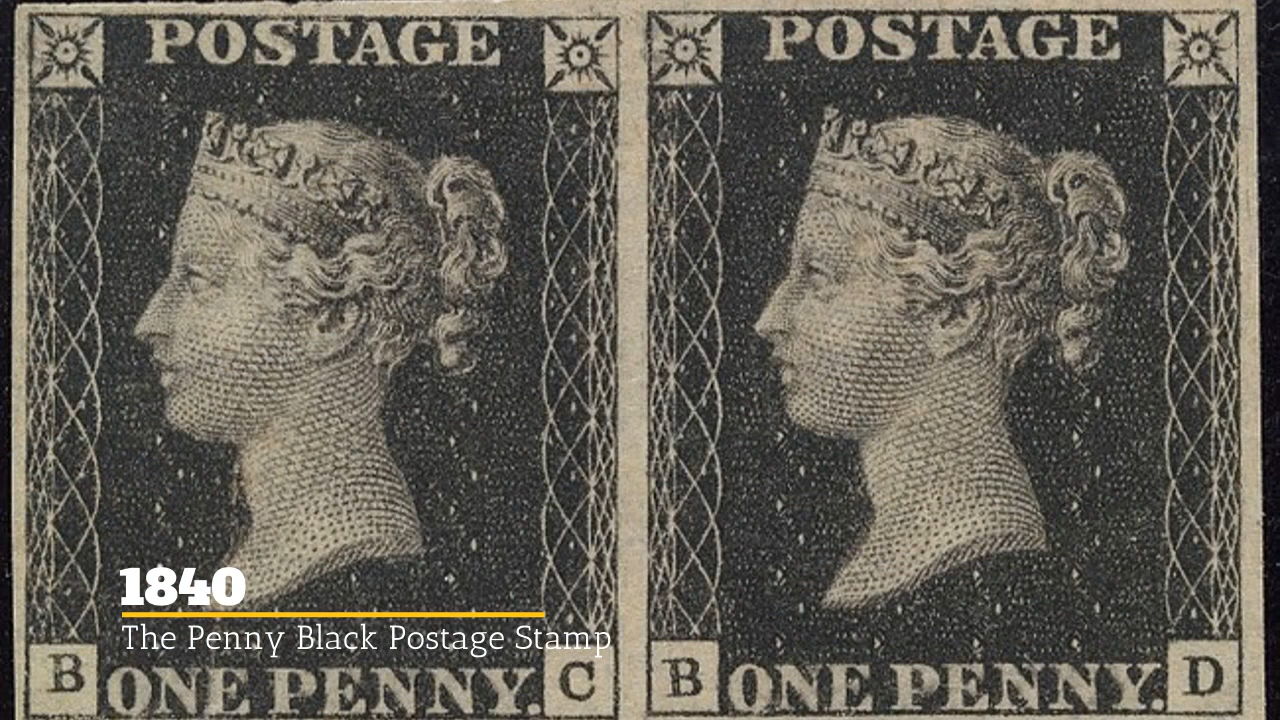 POSTAGE
POSTAGE
1840
The Penny Black Postage Stamp
B ONE PENNY. C
B ONE PENNY. D